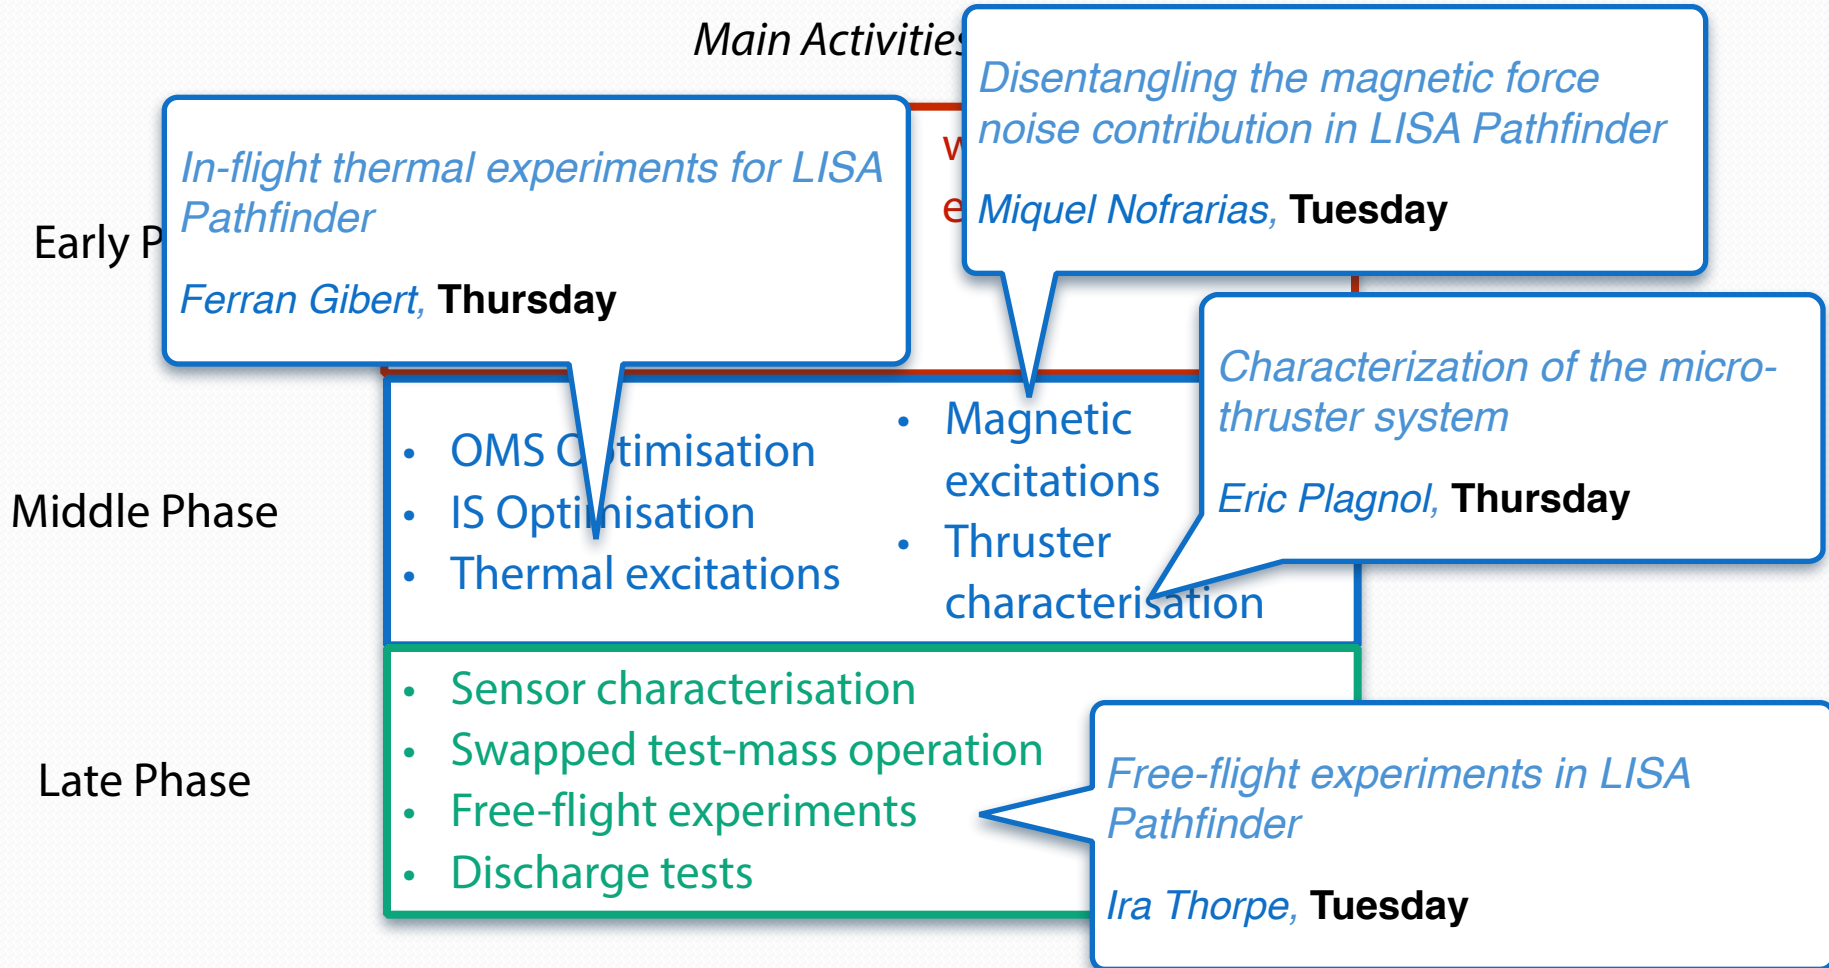 Main Activities
Disentangling the magnetic force
noise contribution in LISA Pathfinder
Miquel Nofrarias, Tuesday
In-flight thermal experiments for LISA
Pathfinder
Ferran Gibert, Thursday
Early
Characterization of the micro-
thruster system
Eric Plagnol, Thursday
Middle Phase
• OMS Optimisation
• IS Optimisation
• Thermal excitations
• Magnetic
excitations
• Thruster
characterisation
Late Phase
• Sensor characterisation
• Swapped test-mass operation
• Free-flight experiments
• Discharge tests
Free-flight experiments in LISA
Pathfinder
Ira Thorpe, Tuesday